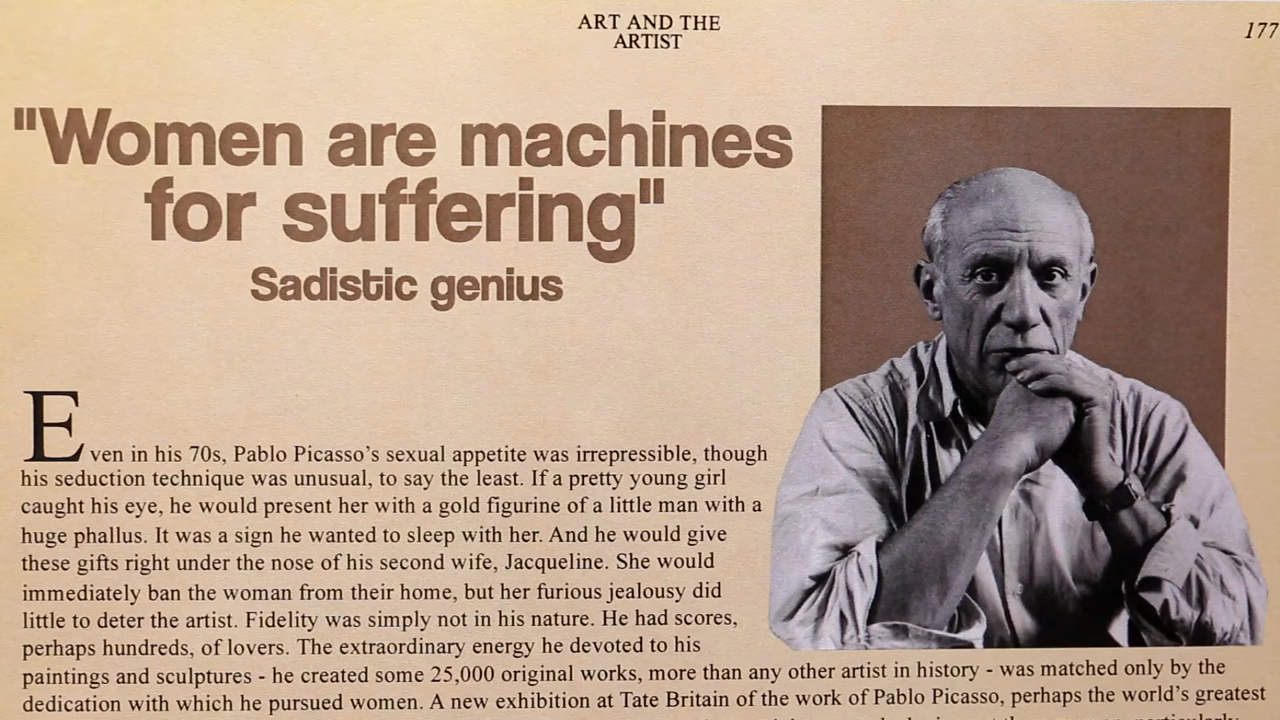 ART AND THE
ARTIST
177
"Women are machines
for suffering"
Sadistic genius
Even in his 70s, Pablo Picasso's sexual appetite was irrepressible, though
his seduction technique was unusual, to say the least. If a pretty young girl
caught his eye, he would present her with a gold figurine of a little man with a
huge phallus. It was a sign he wanted to sleep with her. And he would give
these gifts right under the nose of his second wife, Jacqueline. She would
immediately ban the woman from their home, but her furious jealousy did
little to deter the artist. Fidelity was simply not in his nature. He had scores,
perhaps hundreds, of lovers. The extraordinary energy he devoted to his
paintings and sculptures - he created some 25,000 original works, more than any other artist in history - was matched only by the
dedication with which he pursued women. A new exhibition at Tate Britain of the work of Pablo Picasso, perhaps the world's greatest